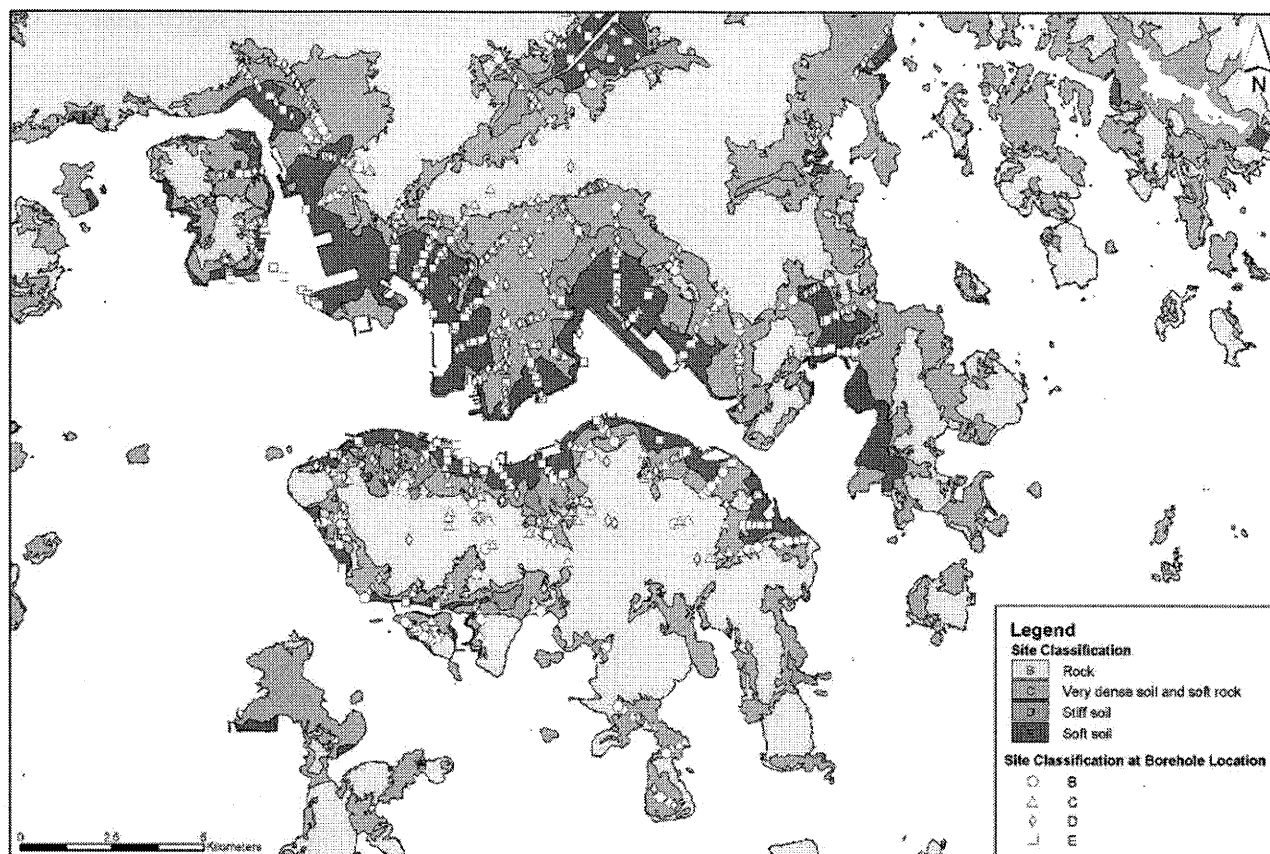 N
Legend
Site Classification
B Rock
C Very dense soil and soft rock
D Stiff soil
E Soft soil
Site Classification at Borehole Location
B
C
D
E
0 2.5 5
Kilometers